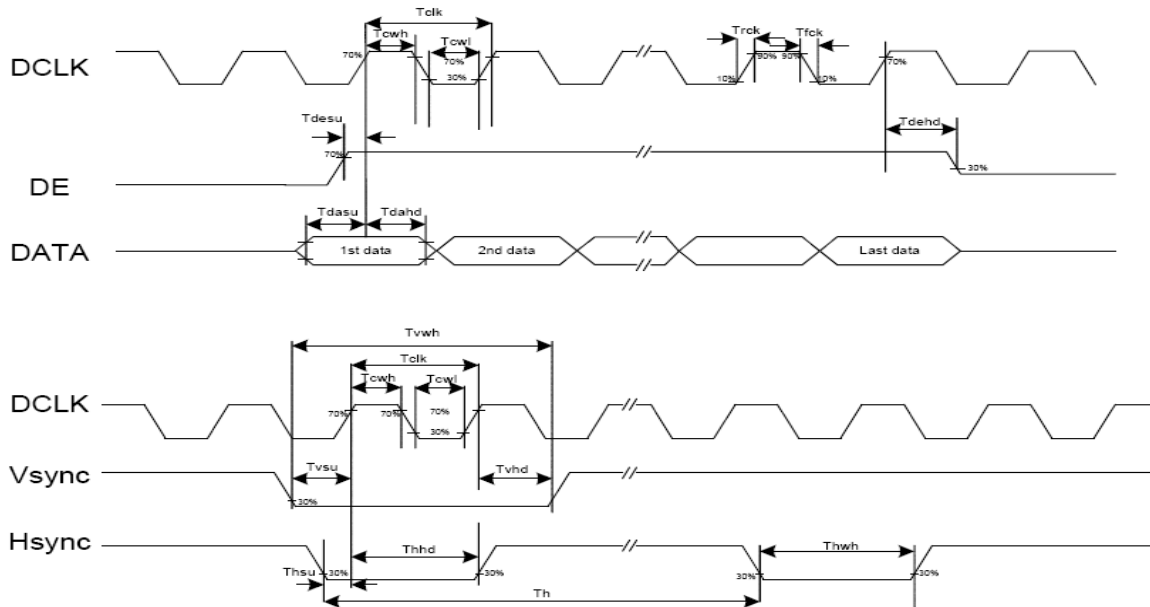 Tclk
Tcwh Tcwl Trck Tfck
DCLK 70% 70% 30% 10% 90% 90% 10% 70%
Tdesu Tdehd
70%
DE 30%
Tdasu Tdahd
DATA 1st data 2nd data Last data
Tvwh
Tclk
Tcwh Tcwl
DCLK 70% 70% 70% 30%
Tvsu Tvhd
Vsync 30%
Hsync Thhd Thwh
Thsu 30% 30% 30% 30%
Th